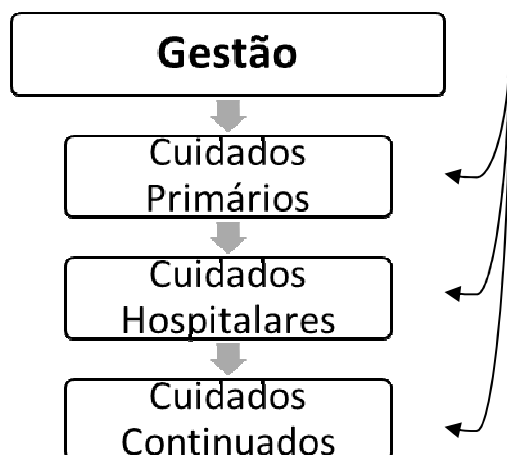 Gestão
Cuidados
Primários
Cuidados
Hospitalares
Cuidados
Continuados